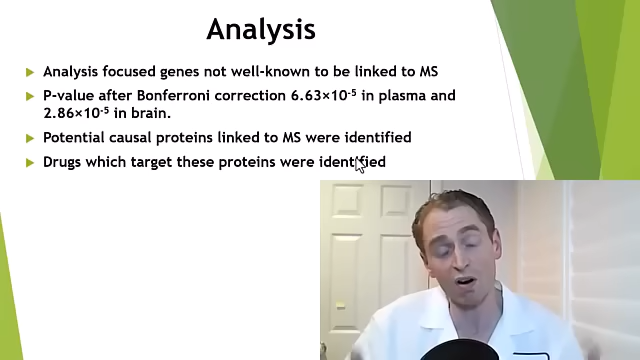 Analysis
Analysis focused genes not well-known to be linked to MS
P-value after Bonferroni correction 6.63×10⁻⁵ in plasma and
2.86×10⁻⁵ in brain.
Potential causal proteins linked to MS were identified
Drugs which target these proteins were identified